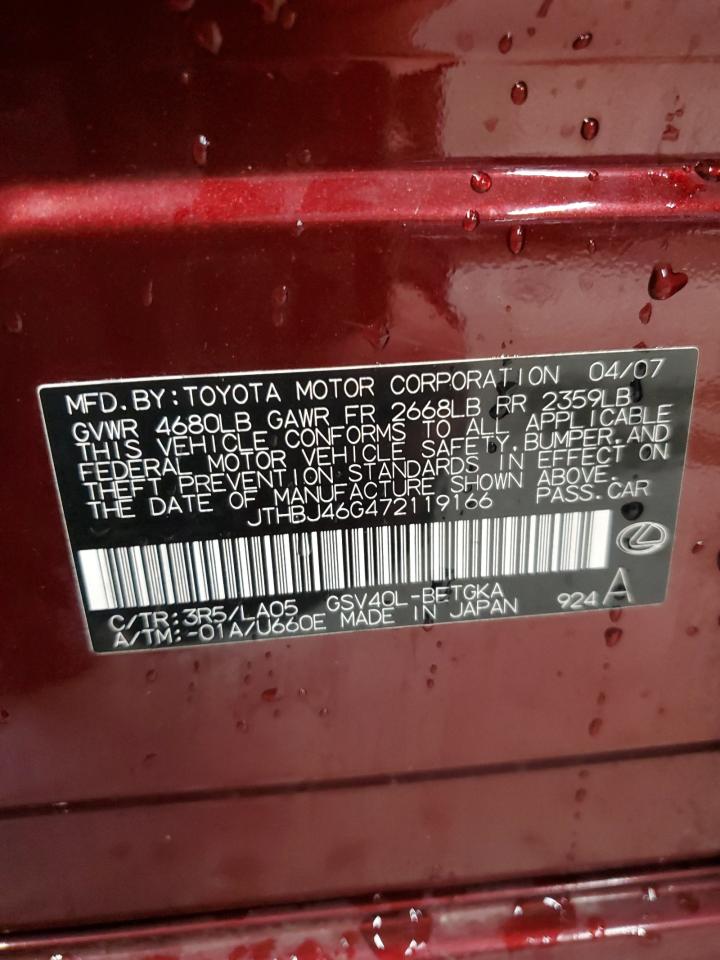 MFD.BY:TOYOTA MOTOR CORPORATION 04/07
GVWR 4680LB GAWR FR 2668LB RR 2359LB
THIS VEHICLE CONFORMS TO ALL APPLICABLE
FEDERAL MOTOR VEHICLE SAFETY,BUMPER,AND
THEFT PREVENTION STANDARDS IN EFFECT ON
THE DATE OF MANUFACTURE SHOWN ABOVE.
JTHBJ46G472119166 PASS.CAR
C/TR:3R5/LA05 GSV40L-BETGKA 924 A
A/TM:-01A/U660E MADE IN JAPAN